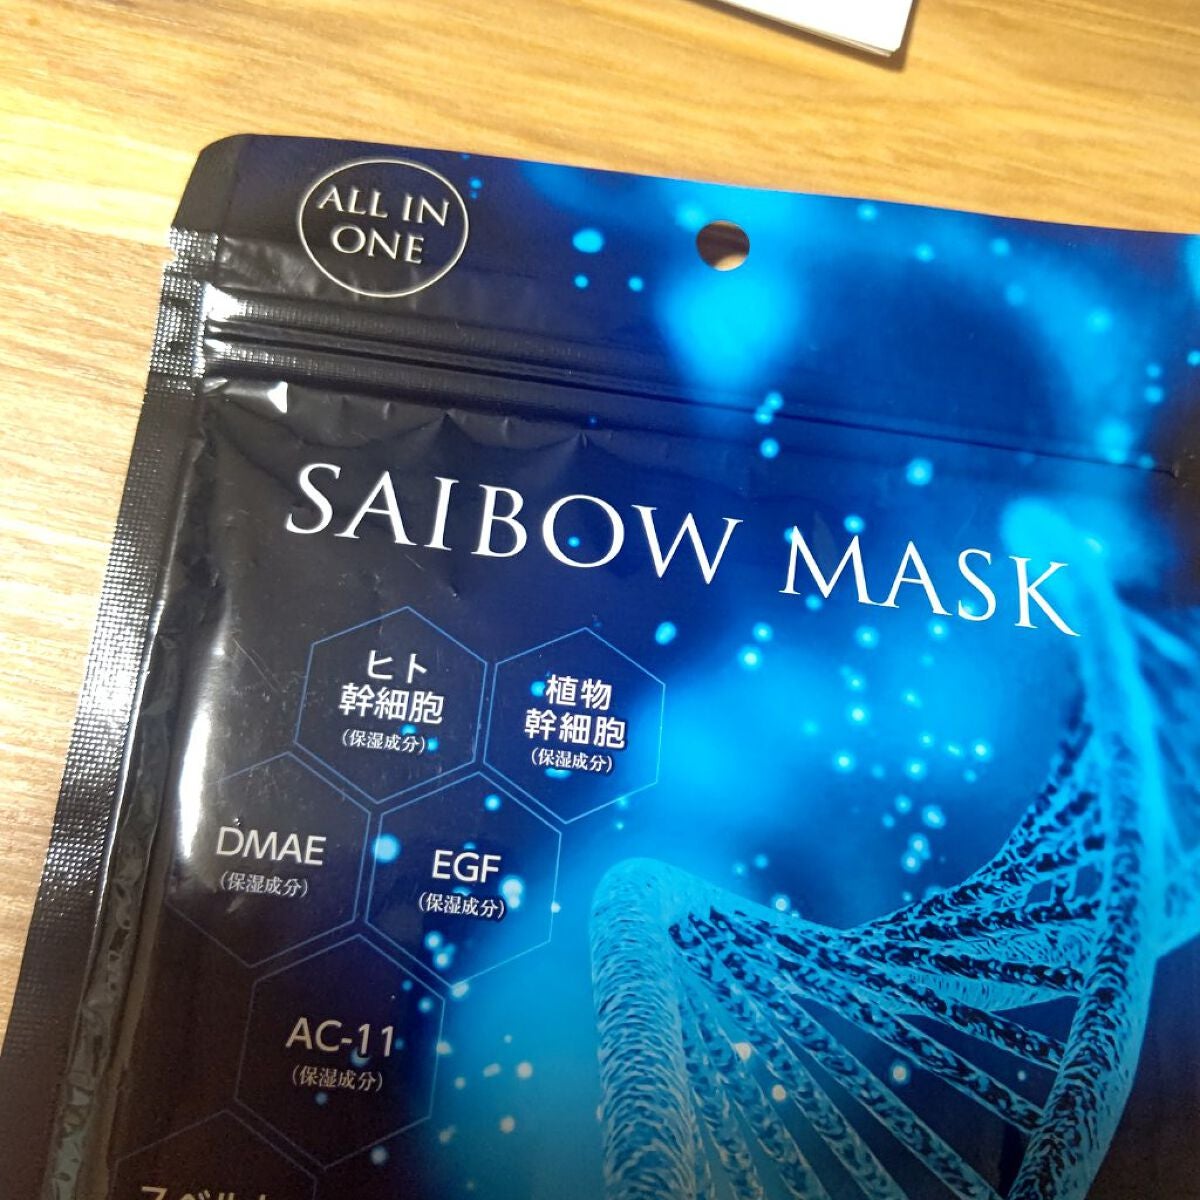 ALL IN
ONE
SAIBOW MASK
ヒト
幹細胞
(保湿成分)
植物
幹細胞
(保湿成分)
DMAE
(保湿成分)
EGF
(保湿成分)
AC-11
(保湿成分)